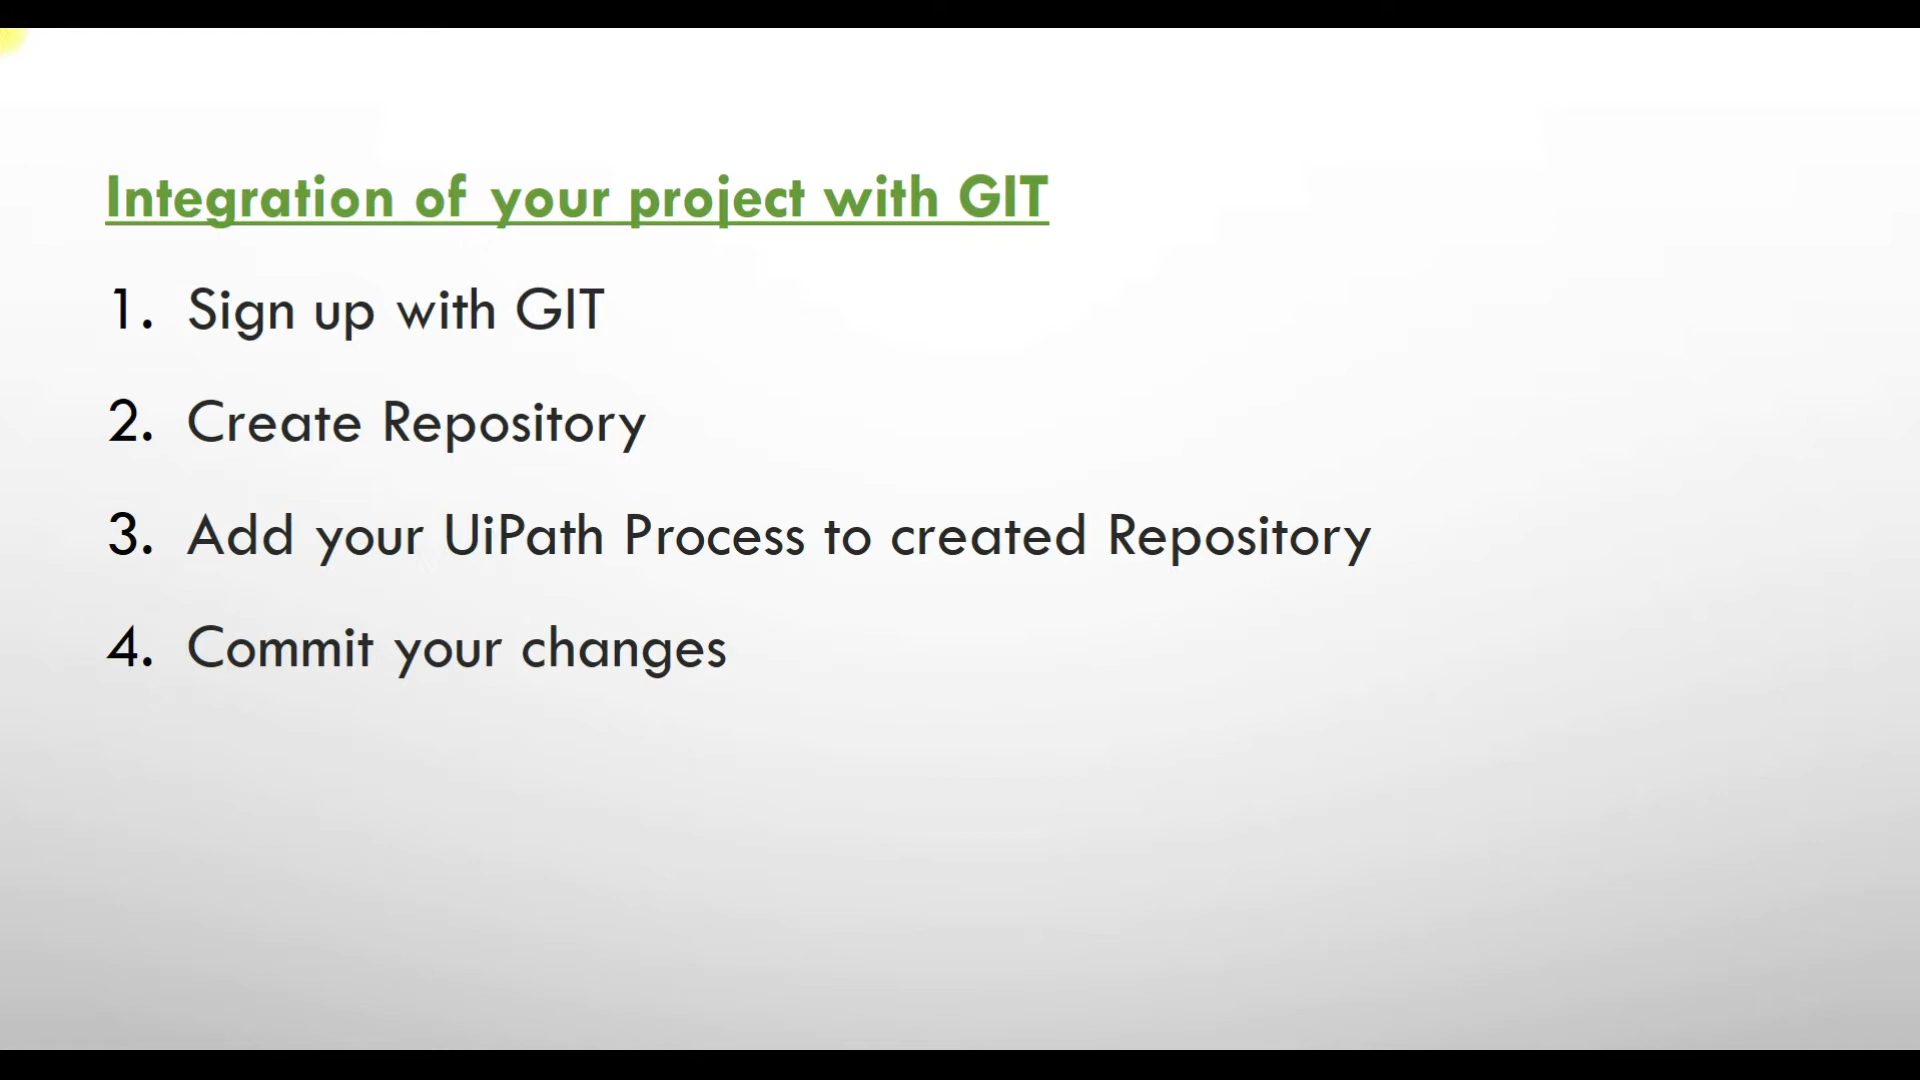 Integration of your project with GIT
1. Sign up with GIT
2. Create Repository
3. Add your UiPath Process to created Repository
4. Commit your changes